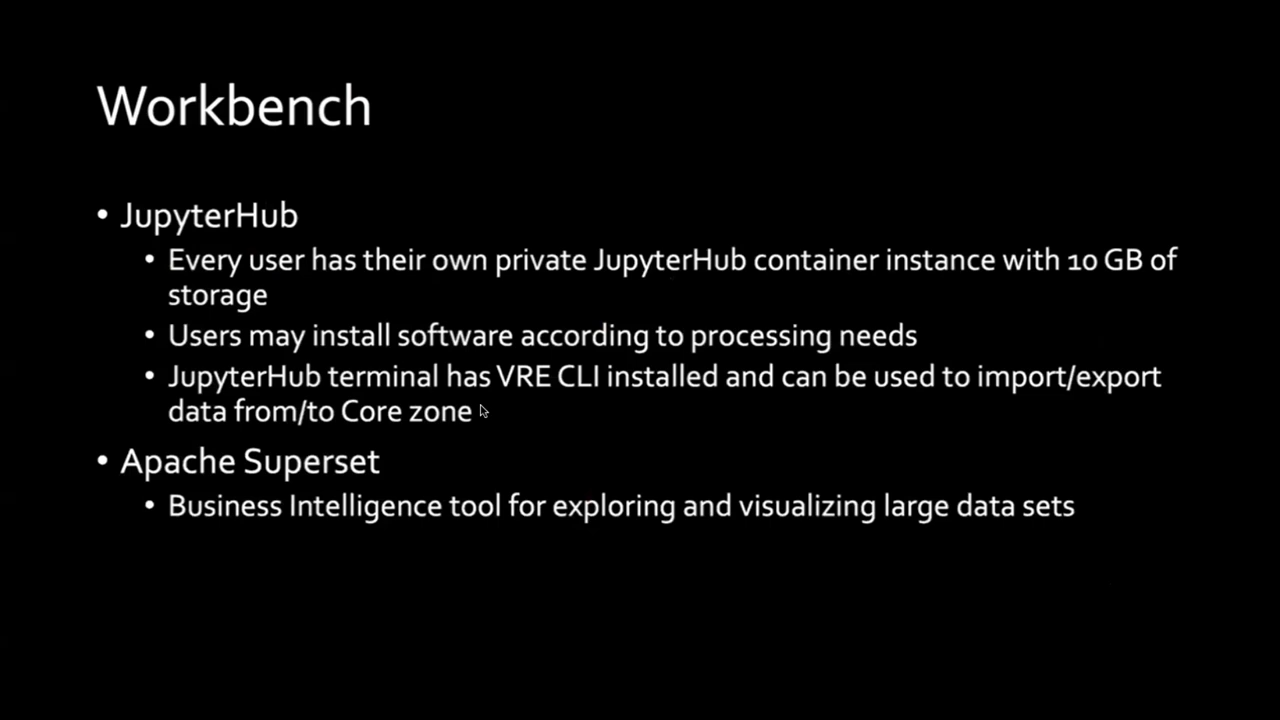 Workbench
• JupyterHub
• Every user has their own private JupyterHub container instance with 10 GB of
storage
• Users may install software according to processing needs
• JupyterHub terminal has VRE CLI installed and can be used to import/export
data from/to Core zone
• Apache Superset
• Business Intelligence tool for exploring and visualizing large data sets